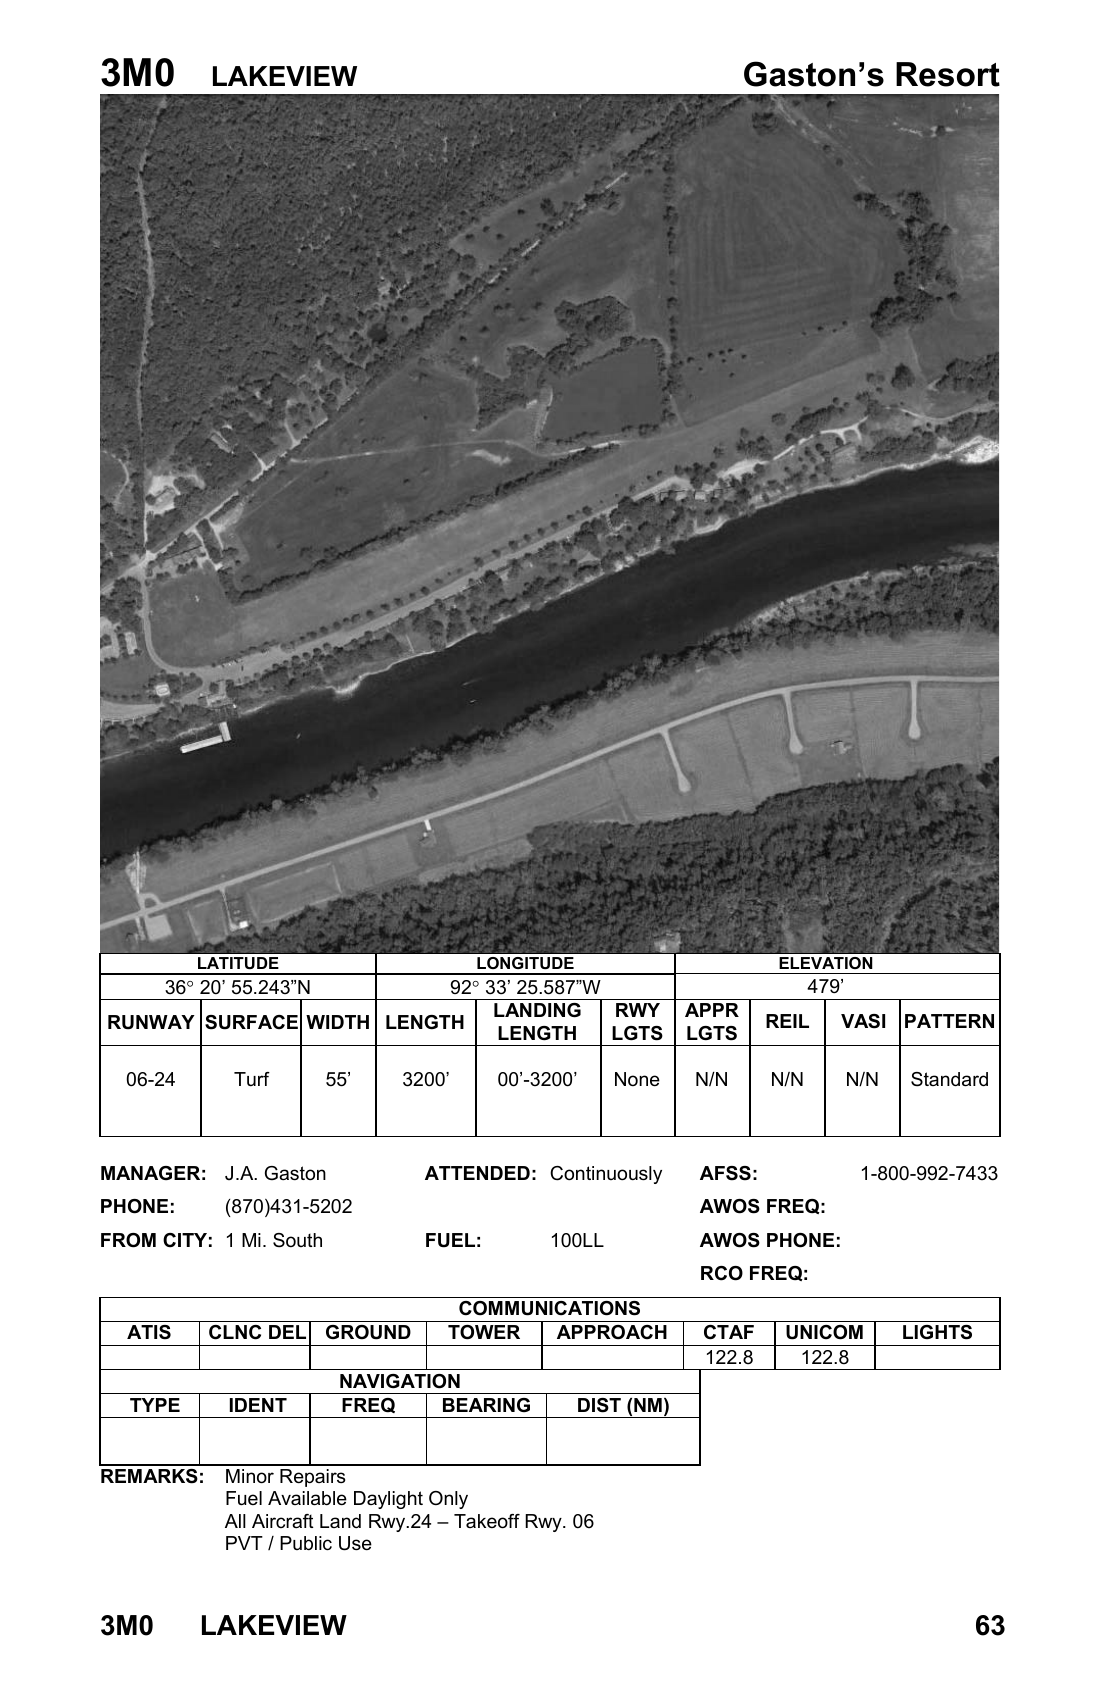 3M0 LAKEVIEW Gaston’s Resort
LATITUDE LONGITUDE ELEVATION
36° 20’ 55.243”N 92° 33’ 25.587”W 479’
RUNWAY SURFACE WIDTH LENGTH LANDING LENGTH RWY LGTS APPR LGTS REIL VASI PATTERN
06-24 Turf 55’ 3200’ 00’-3200’ None N/N N/N N/N Standard
MANAGER: J.A. Gaston ATTENDED: Continuously AFSS: 1-800-992-7433
PHONE: (870)431-5202 AWOS FREQ:
FROM CITY: 1 Mi. South FUEL: 100LL AWOS PHONE:
RCO FREQ:
COMMUNICATIONS
ATIS CLNC DEL GROUND TOWER APPROACH CTAF UNICOM LIGHTS
122.8 122.8
NAVIGATION
TYPE IDENT FREQ BEARING DIST (NM)
REMARKS: Minor Repairs
Fuel Available Daylight Only
All Aircraft Land Rwy.24 – Takeoff Rwy. 06
PVT / Public Use
3M0 LAKEVIEW 63